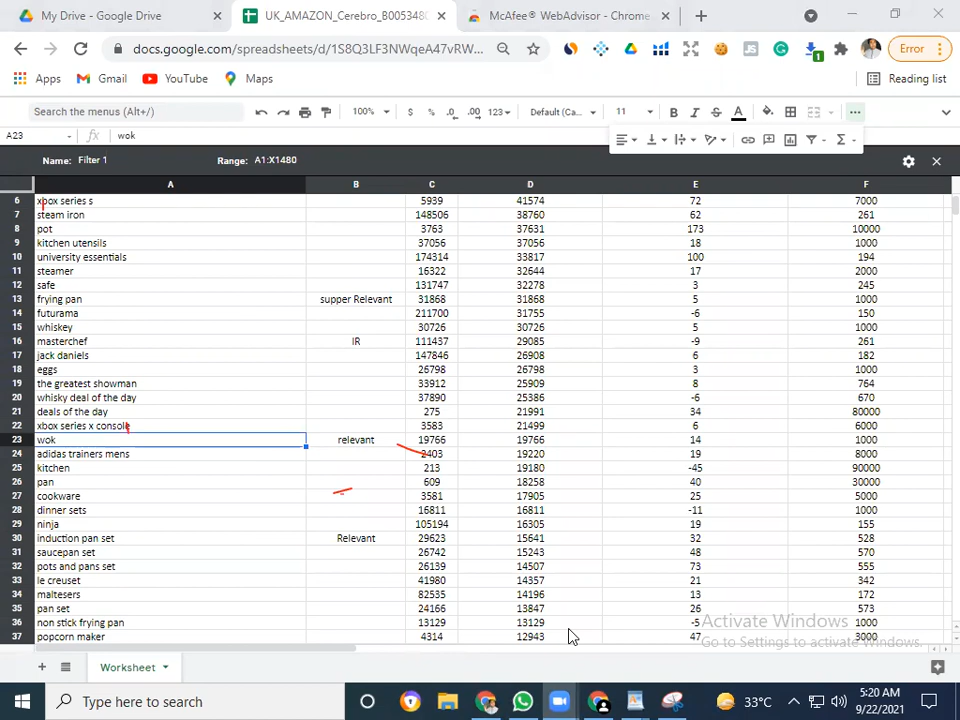 My Drive - Google Drive
UK_AMAZON_Cerebro_B005348
McAfee® WebAdvisor - Chrome
docs.google.com/spreadsheets/d/1S8Q3LF3NWqeA47vRW...
Error
Apps Gmail YouTube Maps Reading list
Search the menus (Alt+/) 100% $ % .0 .00 123 Default (Ca... 11 B I S A
A23 fx wok
Name: Filter 1 Range: A1:X1480
A B C D E F
6 xbox series s 5939 41574 72 7000
7 steam iron 148506 38760 62 261
8 pot 3763 37631 173 10000
9 kitchen utensils 37056 37056 18 1000
10 university essentials 174314 33817 100 194
11 steamer 16322 32644 17 2000
12 safe 131747 32278 3 245
13 frying pan supper Relevant 31868 31868 5 1000
14 futurama 211700 31755 -6 150
15 whiskey 30726 30726 5 1000
16 masterchef IR 111437 29085 -9 261
17 jack daniels 147846 26908 6 182
18 eggs 26798 26798 3 1000
19 the greatest showman 33912 25909 8 764
20 whisky deal of the day 37890 25386 -6 670
21 deals of the day 275 21991 34 80000
22 xbox series x console 3583 21499 6 6000
23 wok relevant 19766 19766 14 1000
24 adidas trainers mens 2403 19220 19 8000
25 kitchen 213 19180 -45 90000
26 pan 609 18258 40 30000
27 cookware 3581 17905 25 5000
28 dinner sets 16811 16811 -11 1000
29 ninja 105194 16305 19 155
30 induction pan set Relevant 29623 15641 32 528
31 saucepan set 26742 15243 48 570
32 pots and pans set 26139 14507 73 555
33 le creuset 41980 14357 21 342
34 maltesers 82535 14196 13 172
35 pan set 24166 13847 26 573
36 non stick frying pan 13129 13129 -5 1000
37 popcorn maker 4314 12943 47 3000
Activate Windows
Go to Settings to activate Windows.
Worksheet
Type here to search
33°C
5:20 AM
9/22/2021